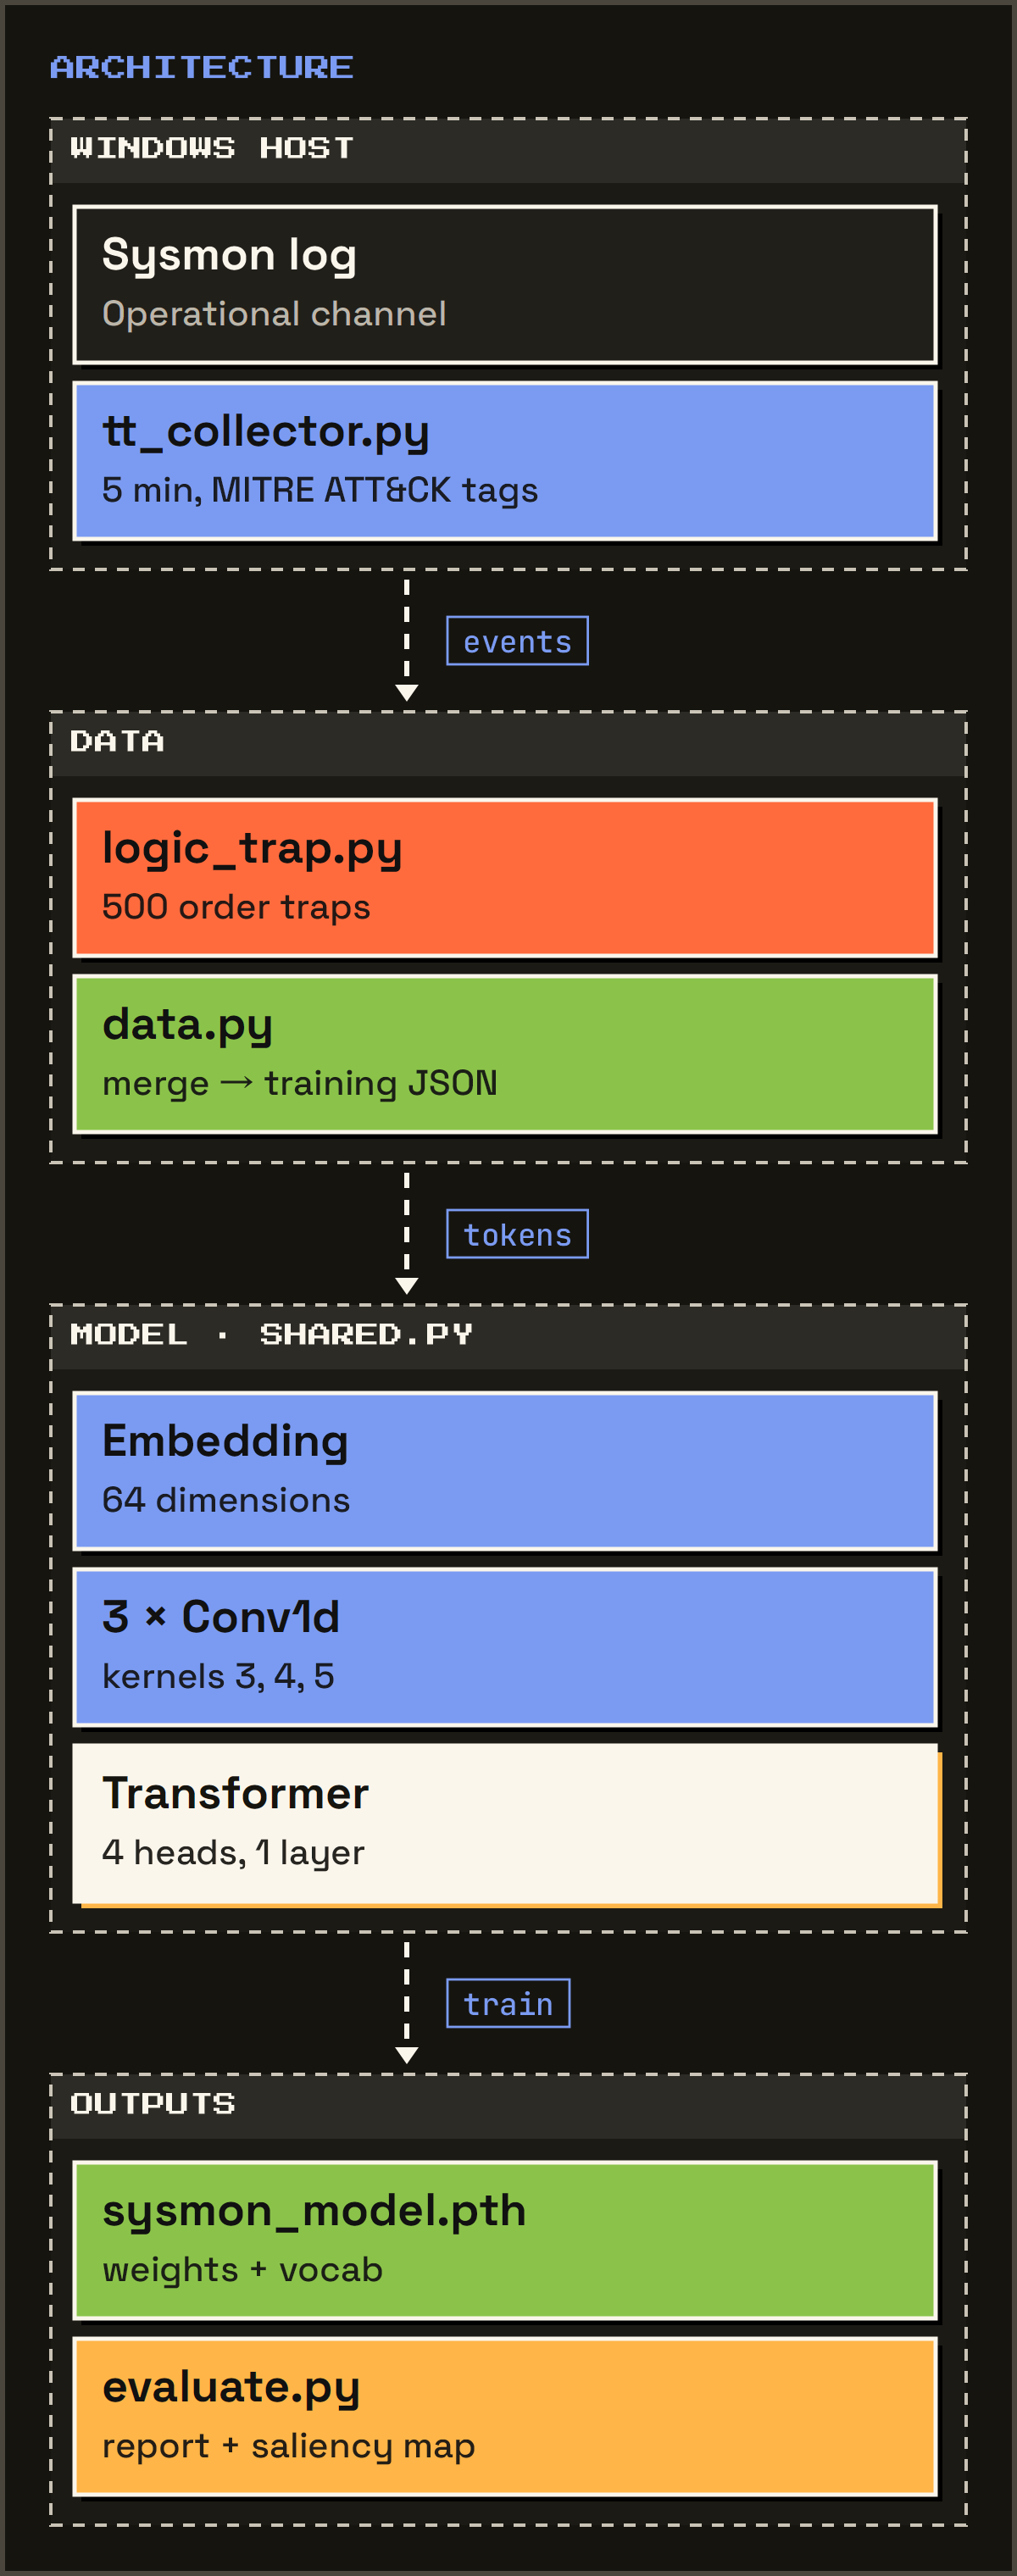 ARCHITECTURE
WINDOWS HOST
Sysmon log
Operational channel
tt_collector.py
5 min, MITRE ATT&CK tags
events
DATA
logic_trap.py
500 order traps
data.py
merge → training JSON
tokens
MODEL · SHARED.PY
Embedding
64 dimensions
3 × Conv1d
kernels 3, 4, 5
Transformer
4 heads, 1 layer
train
OUTPUTS
sysmon_model.pth
weights + vocab
evaluate.py
report + saliency map